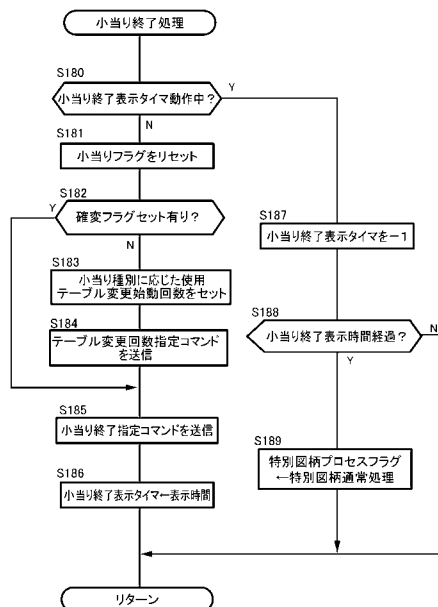 小当り終了処理
S180
小当り終了表示タイマ動作中？
Y
N
S181
小当りフラグをリセット
S182
Y
確変フラグセット有り？
N
S183
小当り種別に応じた使用
テーブル変更始動回数をセット
S184
テーブル変更回数指定コマンド
を送信
S185
小当り終了指定コマンドを送信
S186
小当り終了表示タイマ←表示時間
S187
小当り終了表示タイマを－1
S188
小当り終了表示時間経過？
N
Y
S189
特別図柄プロセスフラグ
←特別図柄通常処理
リターン